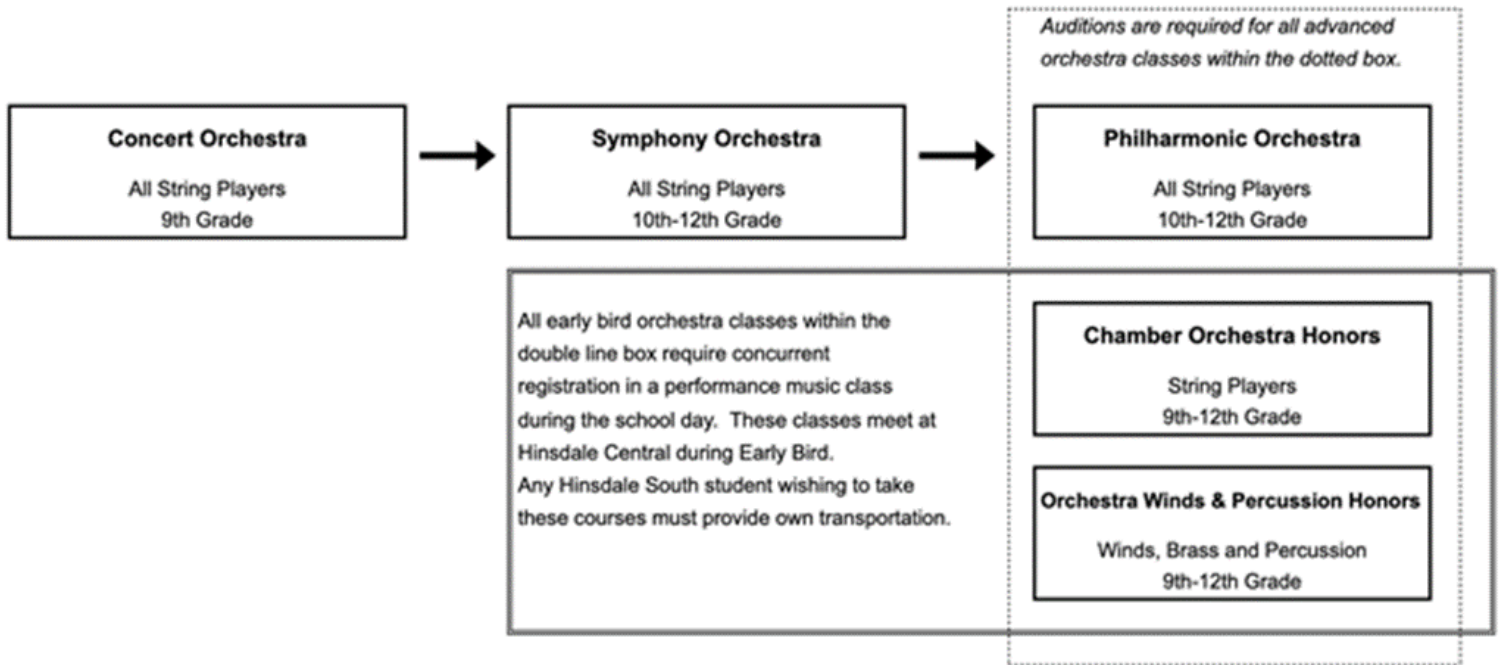 Auditions are required for all advanced
orchestra classes within the dotted box.
Concert Orchestra
All String Players
9th Grade
Symphony Orchestra
All String Players
10th-12th Grade
Philharmonic Orchestra
All String Players
10th-12th Grade
All early bird orchestra classes within the
double line box require concurrent
registration in a performance music class
during the school day.  These classes meet at
Hinsdale Central during Early Bird.
Any Hinsdale South student wishing to take
these courses must provide own transportation.
Chamber Orchestra Honors
String Players
9th-12th Grade
Orchestra Winds & Percussion Honors
Winds, Brass and Percussion
9th-12th Grade